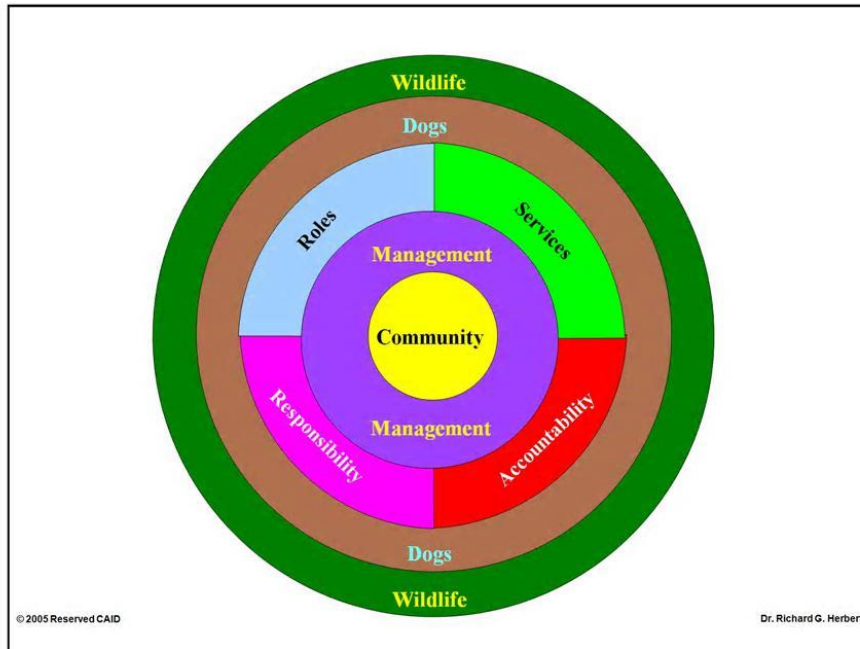 Wildlife
Dogs
Roles
Services
Management
Community
Management
Responsibility
Accountability
Dogs
Wildlife
© 2005 Reserved CAID
Dr. Richard G. Herber